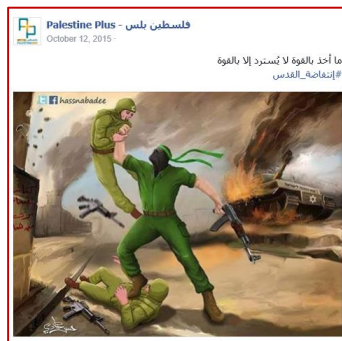 Palestine Plus - فلسطين بلس
October 12, 2015
ما أخذ بالقوة لا يُسترد إلا بالقوة
#إنتفاضة_القدس
hassnabadee